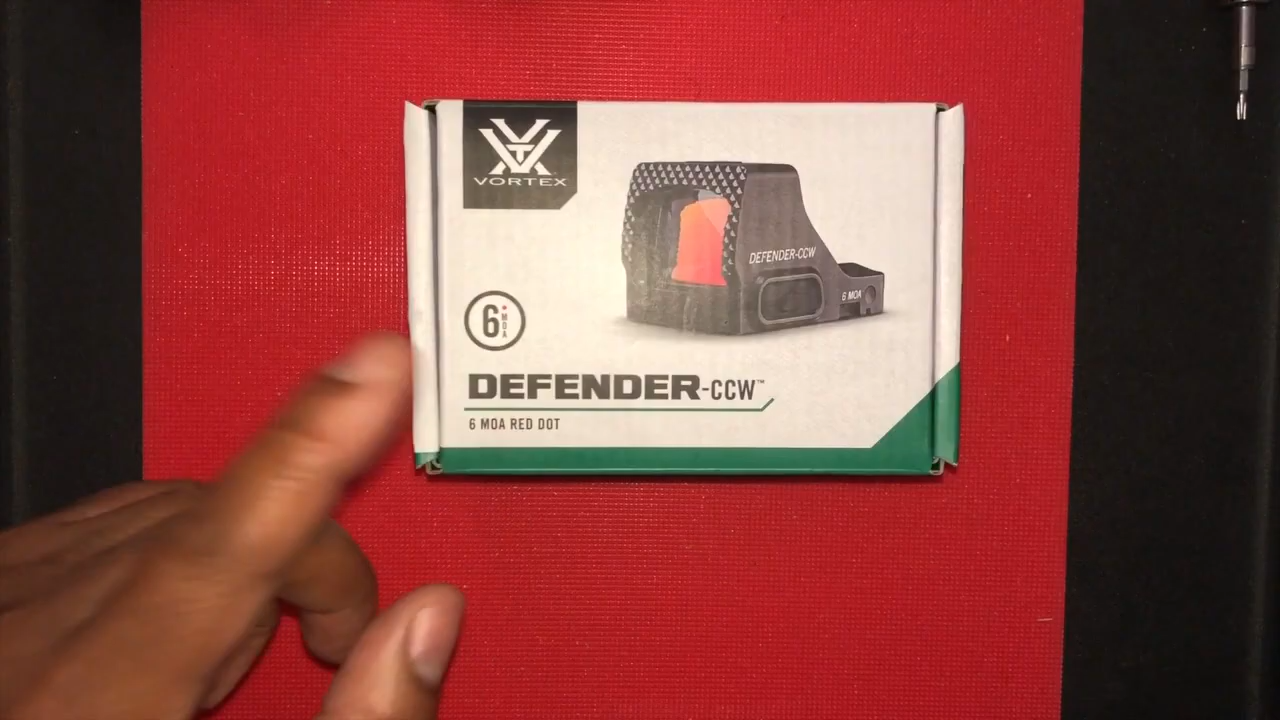 VORTEX
DEFENDER-CCW
6 MOA
6 MOA
DEFENDER-CCW™
6 MOA RED DOT